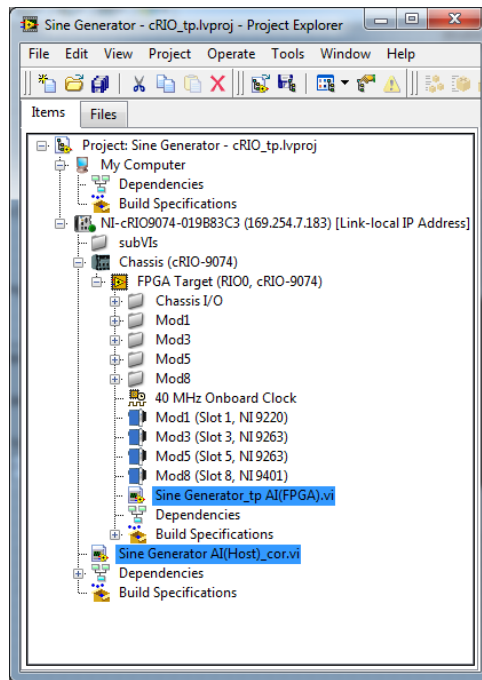 Sine Generator - cRIO_tp.lvproj - Project Explorer
File Edit View Project Operate Tools Window Help
Items Files
Project: Sine Generator - cRIO_tp.lvproj
My Computer
Dependencies
Build Specifications
NI-cRIO9074-019B83C3 (169.254.7.183) [Link-local IP Address]
subVIs
Chassis (cRIO-9074)
FPGA Target (RIO0, cRIO-9074)
Chassis I/O
Mod1
Mod3
Mod5
Mod8
40 MHz Onboard Clock
Mod1 (Slot 1, NI 9220)
Mod3 (Slot 3, NI 9263)
Mod5 (Slot 5, NI 9263)
Mod8 (Slot 8, NI 9401)
Sine Generator_tp AI(FPGA).vi
Dependencies
Build Specifications
Sine Generator AI(Host)_cor.vi
Dependencies
Build Specifications